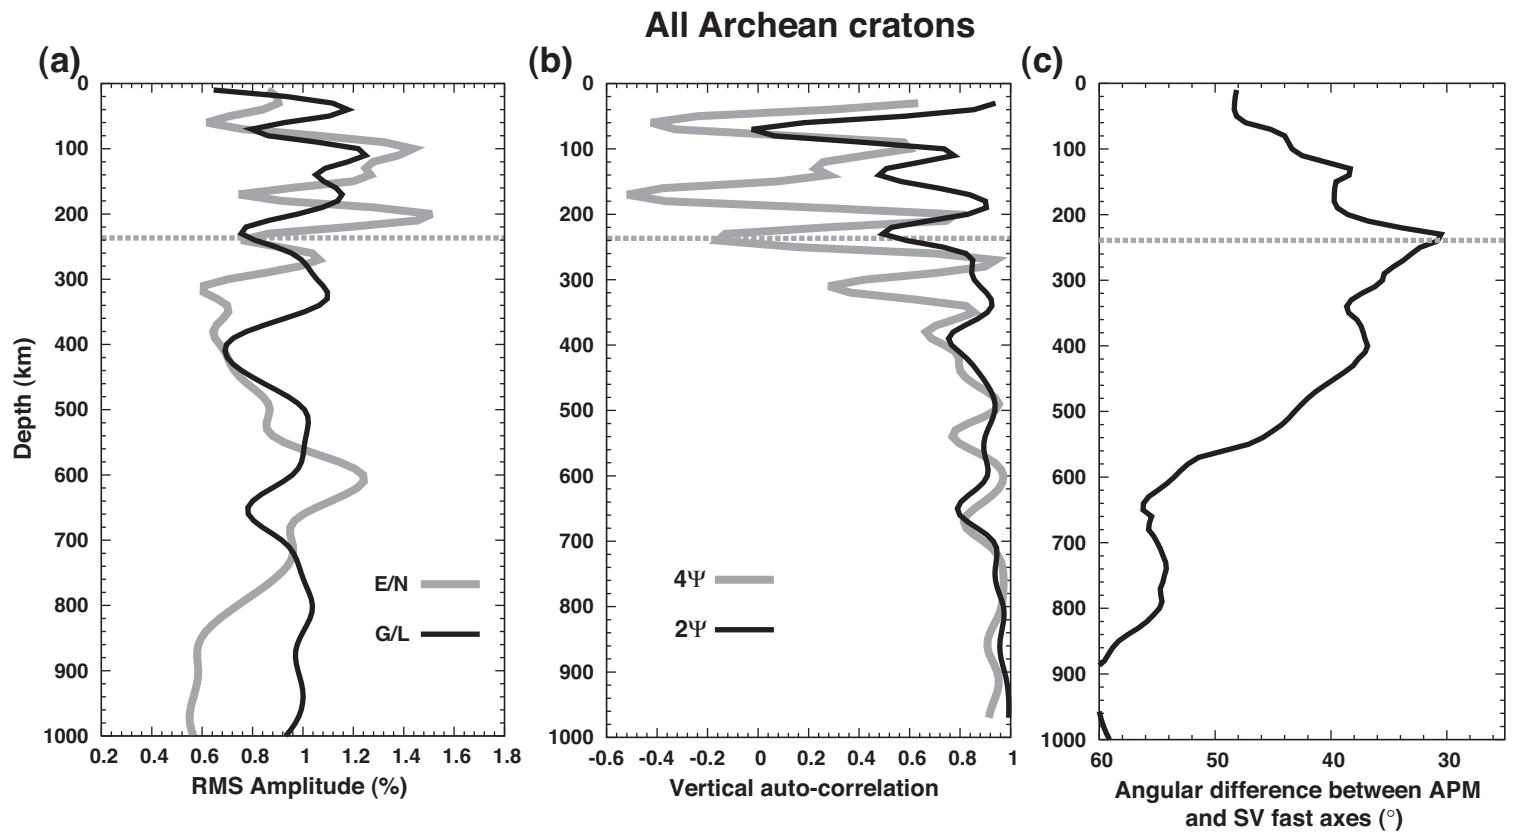 All Archean cratons
(a)
(b)
(c)
0
100
200
300
400
500
600
700
800
900
1000
Depth (km)
0.2 0.4 0.6 0.8 1 1.2 1.4 1.6 1.8
RMS Amplitude (%)
E/N
G/L
0
100
200
300
400
500
600
700
800
900
1000
-0.6 -0.4 -0.2 0 0.2 0.4 0.6 0.8 1
Vertical auto-correlation
4Ψ
2Ψ
0
100
200
300
400
500
600
700
800
900
1000
60 50 40 30
Angular difference between APM
and SV fast axes (°)